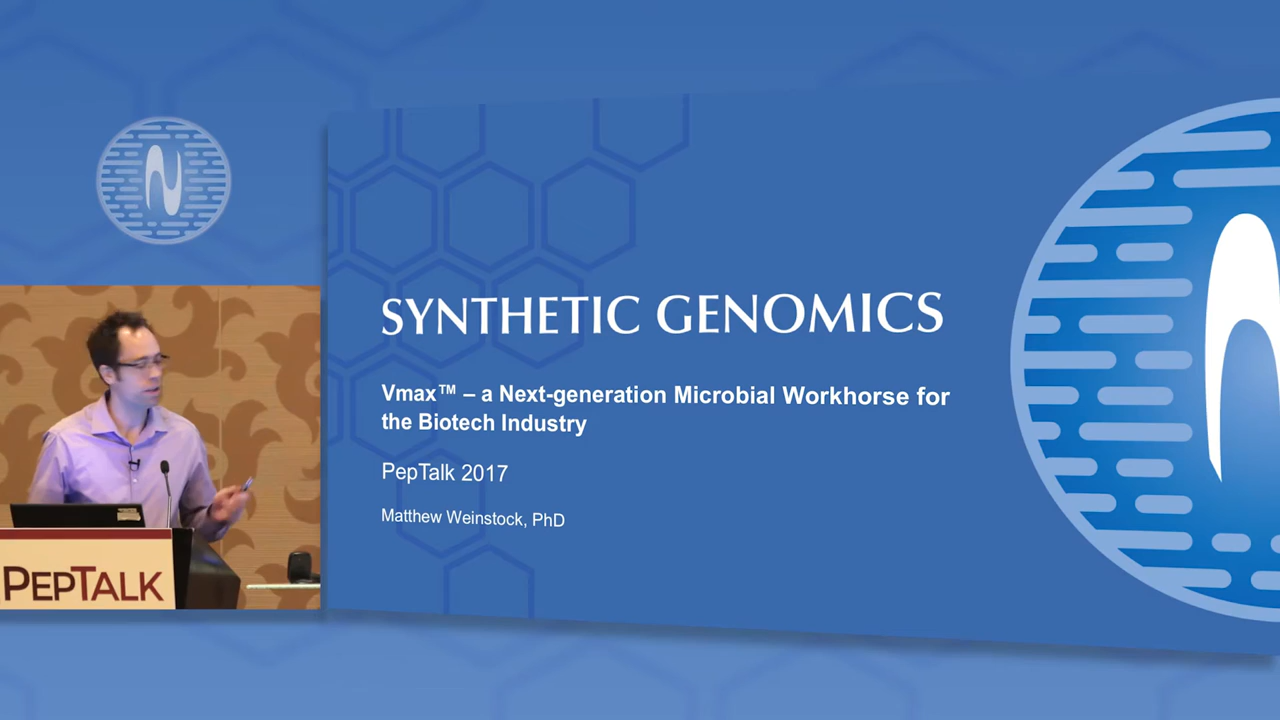 SYNTHETIC GENOMICS
Vmax™ – a Next-generation Microbial Workhorse for
the Biotech Industry
PepTalk 2017
Matthew Weinstock, PhD
PEPTALK